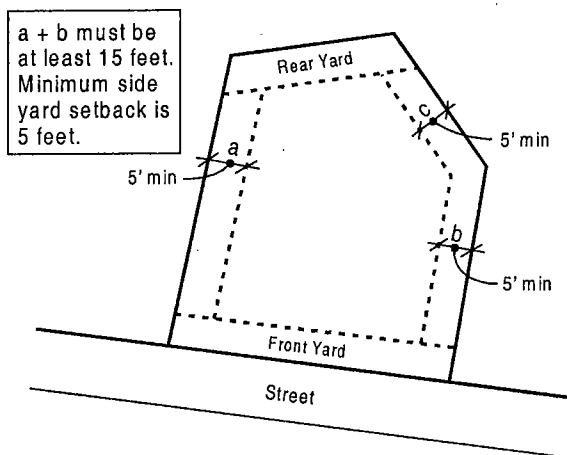 a + b must be
at least 15 feet.
Minimum side
yard setback is
5 feet.
Rear Yard
c
5' min
a
5' min
b
5' min
Front Yard
Street